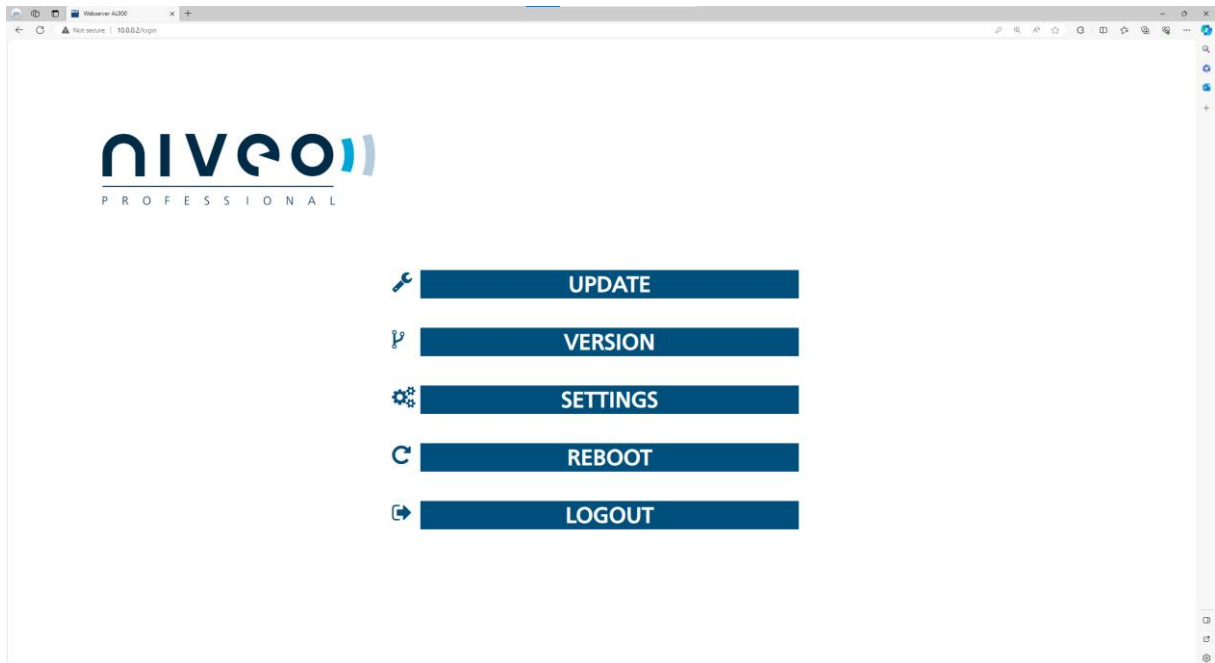 Webserver AL800
Not secure | 10.0.0.2/login
niveo
PROFESSIONAL
UPDATE
VERSION
SETTINGS
REBOOT
LOGOUT